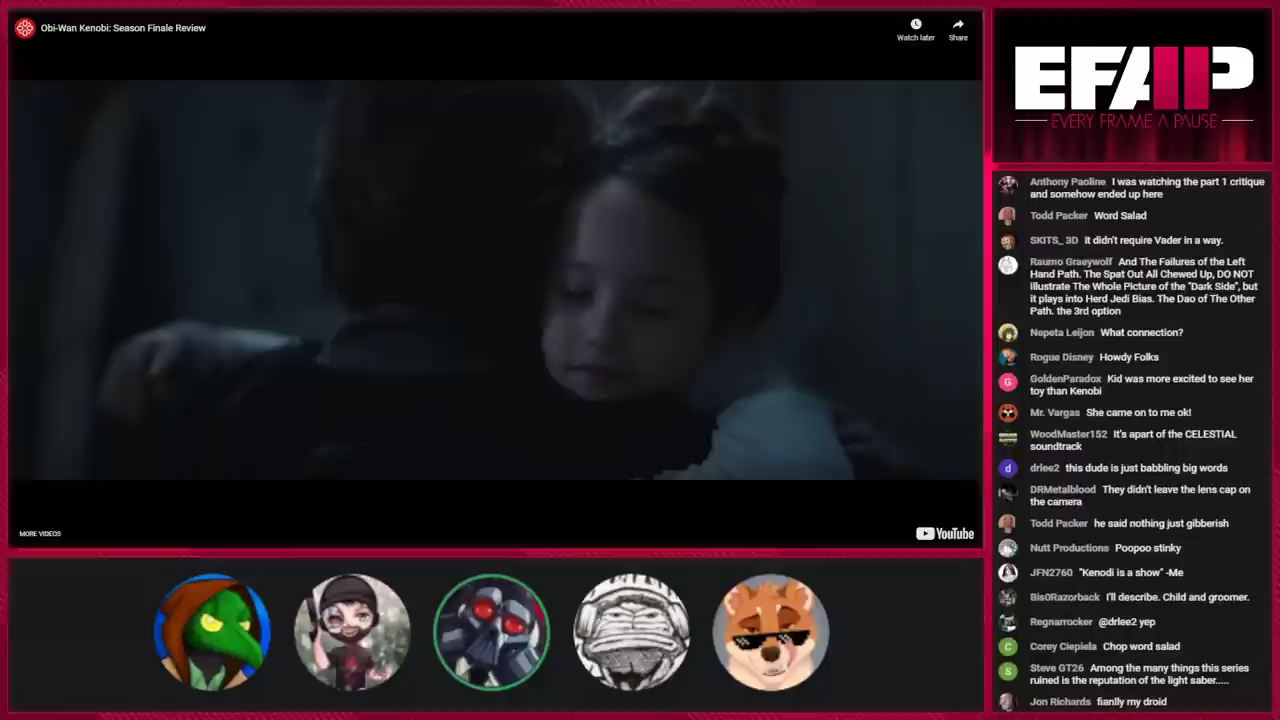 Obi-Wan Kenobi: Season Finale Review
Watch later
Share
MORE VIDEOS
YouTube
EFAP
EVERY FRAME A PAUSE
Anthony Paoline I was watching the part 1 critique
and somehow ended up here
Todd Packer Word Salad
SKITS_ 3D it didn't require Vader in a way.
Raumo Graeywolf And The Failures of the Left
Hand Path. The Spat Out All Chewed Up, DO NOT
Illustrate The Whole Picture of the "Dark Side", but
it plays into Herd Jedi Bias. The Dao of The Other
Path. the 3rd option
Nepeta Leijon What connection?
Rogue Disney Howdy Folks
G
GoldenParadox Kid was more excited to see her
toy than Kenobi
Mr. Vargas She came on to me ok!
WoodMaster152 It's apart of the CELESTIAL
soundtrack
d
drlee2 this dude is just babbling big words
DRMetalblood They didn't leave the lens cap on
the camera
Todd Packer he said nothing just gibberish
Nutt Productions Poopoo stinky
JFN2760 "Kenodi is a show" -Me
Bis0Razorback I'll describe. Child and groomer.
Regnarrocker @drlee2 yep
C
Corey Ciepiela Chop word salad
S
Steve GT26 Among the many things this series
ruined is the reputation of the light saber.....
Jon Richards fianlly my droid